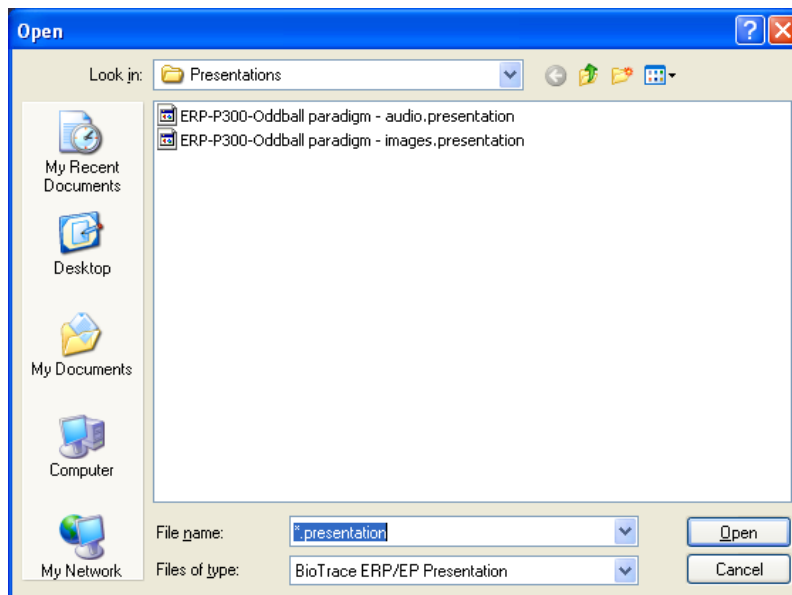 Open
Look in:
Presentations
ERP-P300-Oddball paradigm - audio.presentation
ERP-P300-Oddball paradigm - images.presentation
My Recent
Documents
Desktop
My Documents
Computer
My Network
File name:
*.presentation
Open
Files of type:
BioTrace ERP/EP Presentation
Cancel